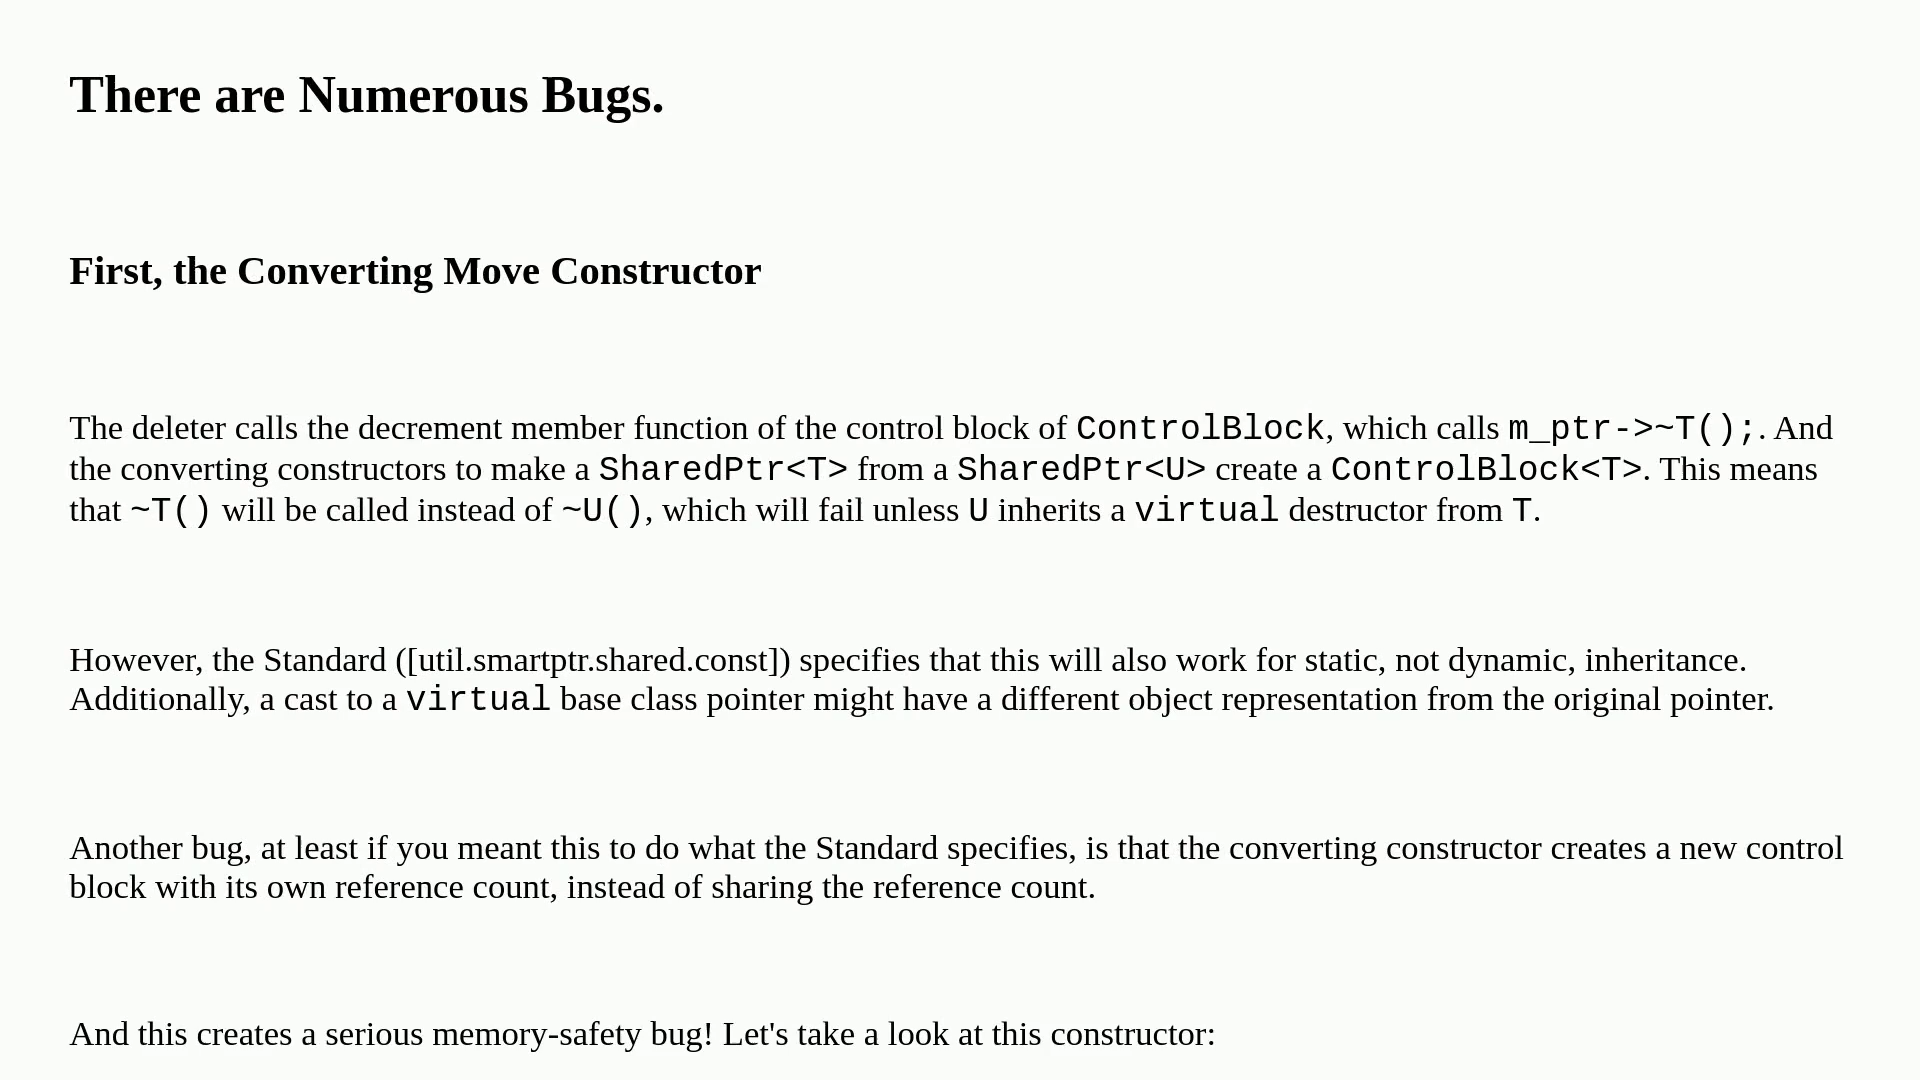 There are Numerous Bugs.
First, the Converting Move Constructor
The deleter calls the decrement member function of the control block of ControlBlock, which calls m_ptr->~T();. And
the converting constructors to make a SharedPtr<T> from a SharedPtr<U> create a ControlBlock<T>. This means
that ~T() will be called instead of ~U(), which will fail unless U inherits a virtual destructor from T.
However, the Standard ([util.smartptr.shared.const]) specifies that this will also work for static, not dynamic, inheritance.
Additionally, a cast to a virtual base class pointer might have a different object representation from the original pointer.
Another bug, at least if you meant this to do what the Standard specifies, is that the converting constructor creates a new control
block with its own reference count, instead of sharing the reference count.
And this creates a serious memory-safety bug! Let's take a look at this constructor: